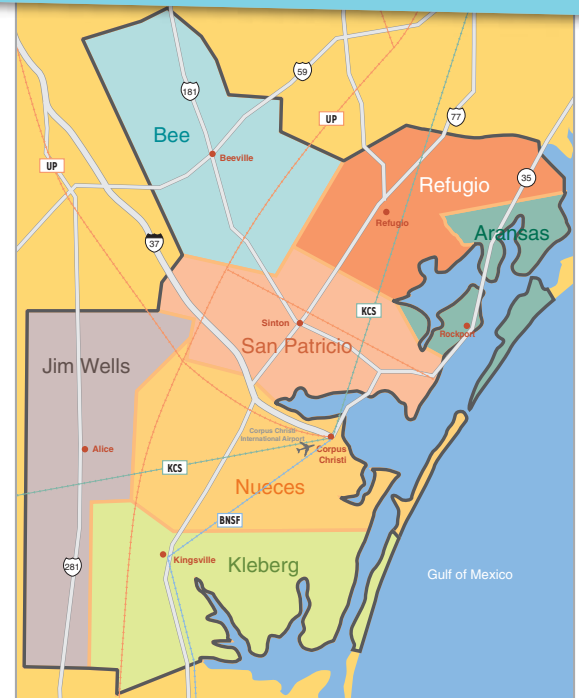 59
181
UP
77
Bee
Beeville
UP
35
Refugio
Refugio
Aransas
37
KCS
Sinton
Rockport
San Patricio
Jim Wells
Corpus Christi
International Airport
Corpus
Christi
Alice
KCS
Nueces
BNSF
Kingsville
Kleberg
281
Gulf of Mexico